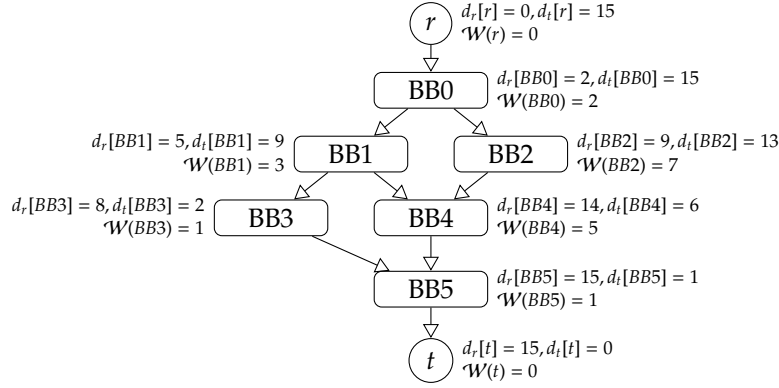 r
d_r[r] = 0, d_t[r] = 15
𝒲(r) = 0
BB0
d_r[BB0] = 2, d_t[BB0] = 15
𝒲(BB0) = 2
d_r[BB1] = 5, d_t[BB1] = 9
𝒲(BB1) = 3
BB1
BB2
d_r[BB2] = 9, d_t[BB2] = 13
𝒲(BB2) = 7
d_r[BB3] = 8, d_t[BB3] = 2
𝒲(BB3) = 1
BB3
BB4
d_r[BB4] = 14, d_t[BB4] = 6
𝒲(BB4) = 5
BB5
d_r[BB5] = 15, d_t[BB5] = 1
𝒲(BB5) = 1
t
d_r[t] = 15, d_t[t] = 0
𝒲(t) = 0